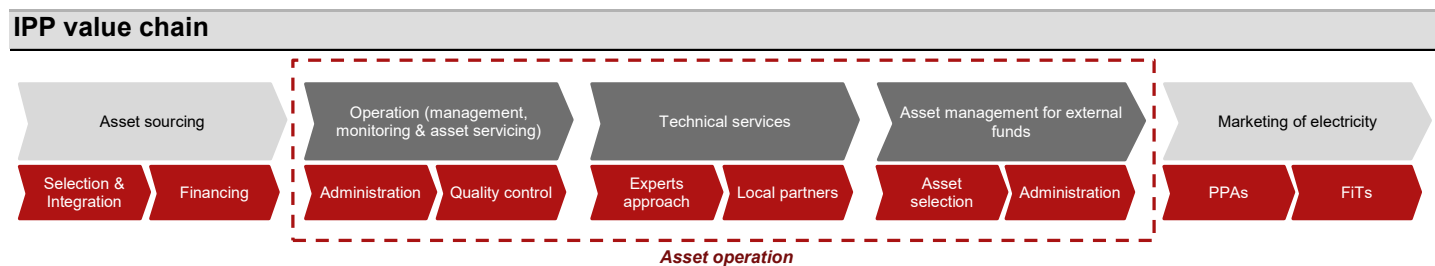 IPP value chain
Asset sourcing
Operation (management,
monitoring & asset servicing)
Technical services
Asset management for external
funds
Marketing of electricity
Selection &
Integration
Financing
Administration
Quality control
Experts
approach
Local partners
Asset
selection
Administration
PPAs
FiTs
Asset operation